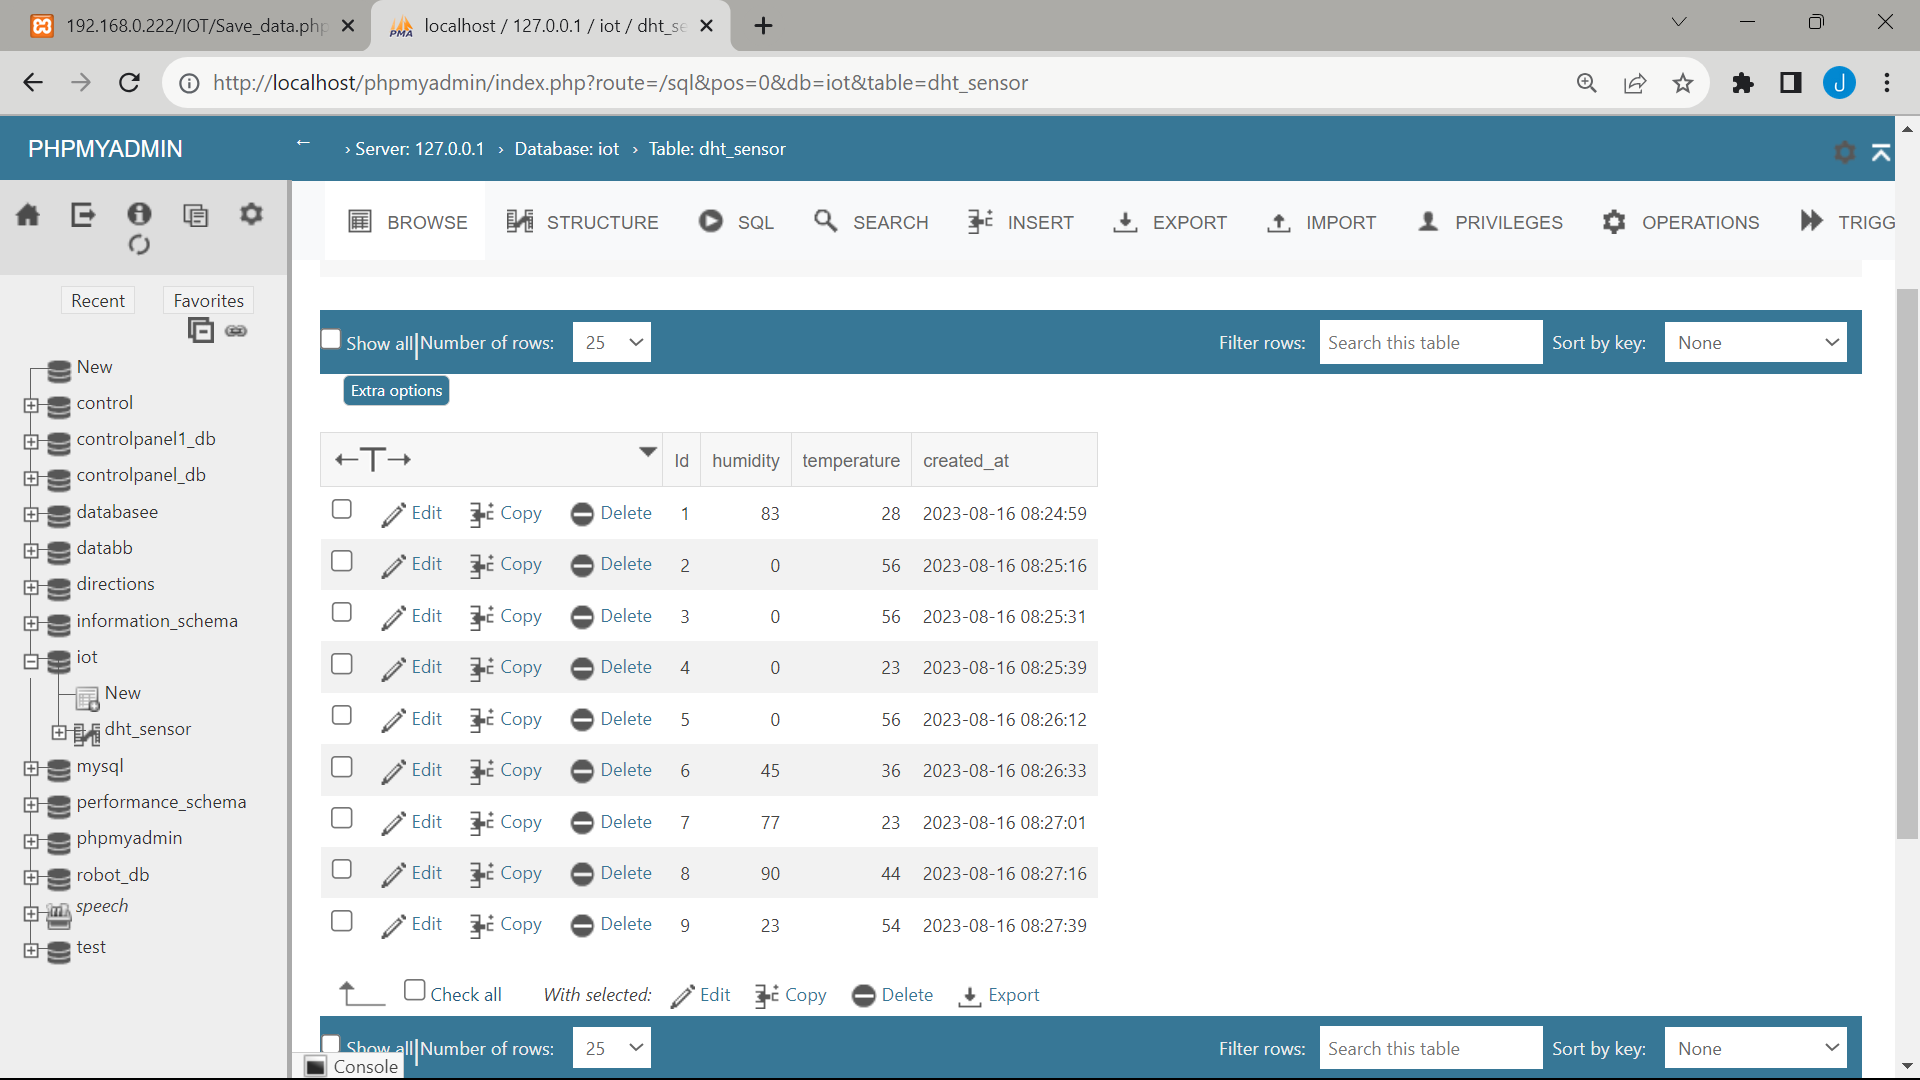 192.168.0.222/IOT/Save_data.php
localhost / 127.0.0.1 / iot / dht_se
http://localhost/phpmyadmin/index.php?route=/sql&pos=0&db=iot&table=dht_sensor
J
PHPMYADMIN
← › Server: 127.0.0.1 › Database: iot › Table: dht_sensor
BROWSE STRUCTURE SQL SEARCH INSERT EXPORT IMPORT PRIVILEGES OPERATIONS TRIGG
Recent Favorites
New
control
controlpanel1_db
controlpanel_db
databasee
databb
directions
information_schema
iot
New
dht_sensor
mysql
performance_schema
phpmyadmin
robot_db
speech
test
Show all Number of rows: 25 Filter rows: Search this table Sort by key: None
Extra options
←T→ Id humidity temperature created_at
Edit Copy Delete 1 83 28 2023-08-16 08:24:59
Edit Copy Delete 2 0 56 2023-08-16 08:25:16
Edit Copy Delete 3 0 56 2023-08-16 08:25:31
Edit Copy Delete 4 0 23 2023-08-16 08:25:39
Edit Copy Delete 5 0 56 2023-08-16 08:26:12
Edit Copy Delete 6 45 36 2023-08-16 08:26:33
Edit Copy Delete 7 77 23 2023-08-16 08:27:01
Edit Copy Delete 8 90 44 2023-08-16 08:27:16
Edit Copy Delete 9 23 54 2023-08-16 08:27:39
Check all With selected: Edit Copy Delete Export
Show all Number of rows: 25 Filter rows: Search this table Sort by key: None
Console